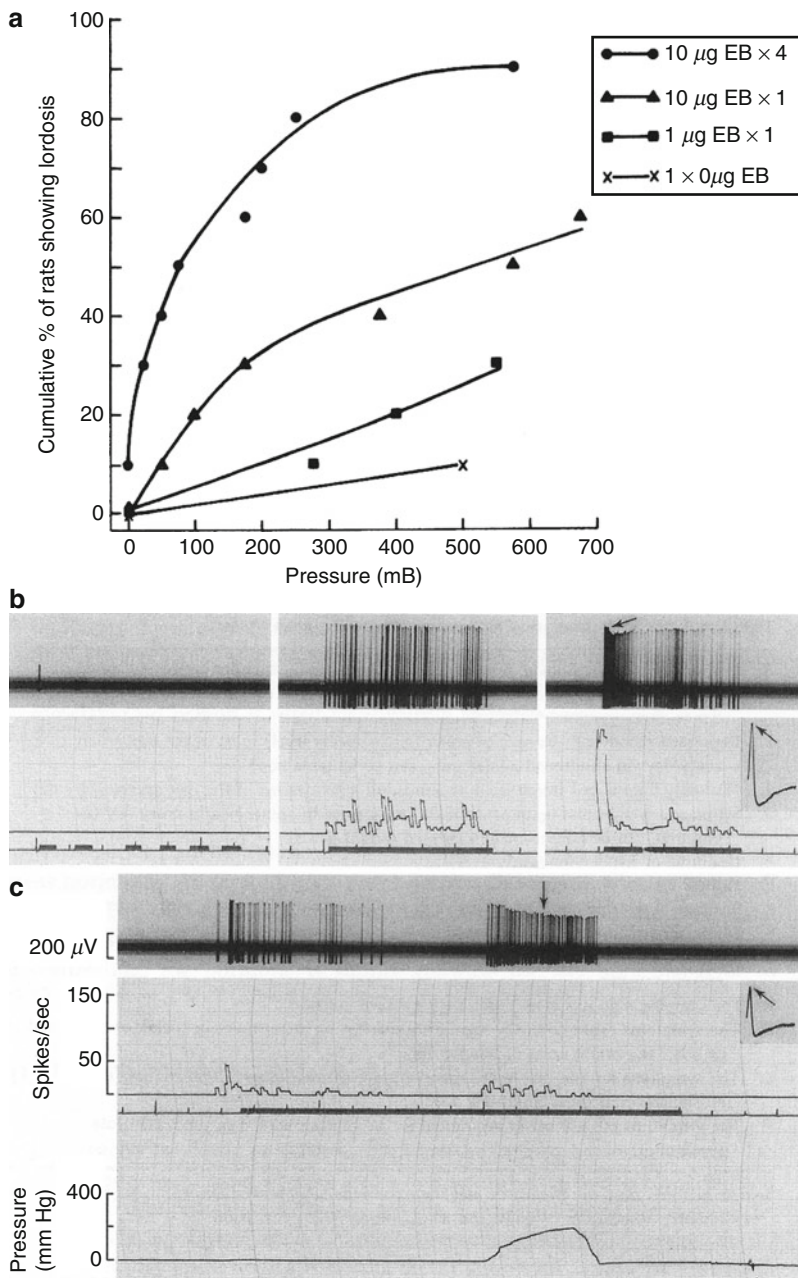 a
100
80
60
40
20
0
Cumulative % of rats showing lordosis
0 100 200 300 400 500 600 700
Pressure (mB)
10 µg EB × 4
10 µg EB × 1
1 µg EB × 1
1 × 0µg EB
b
c
200 µV
150
50
Spikes/sec
400
0
Pressure
(mm Hg)